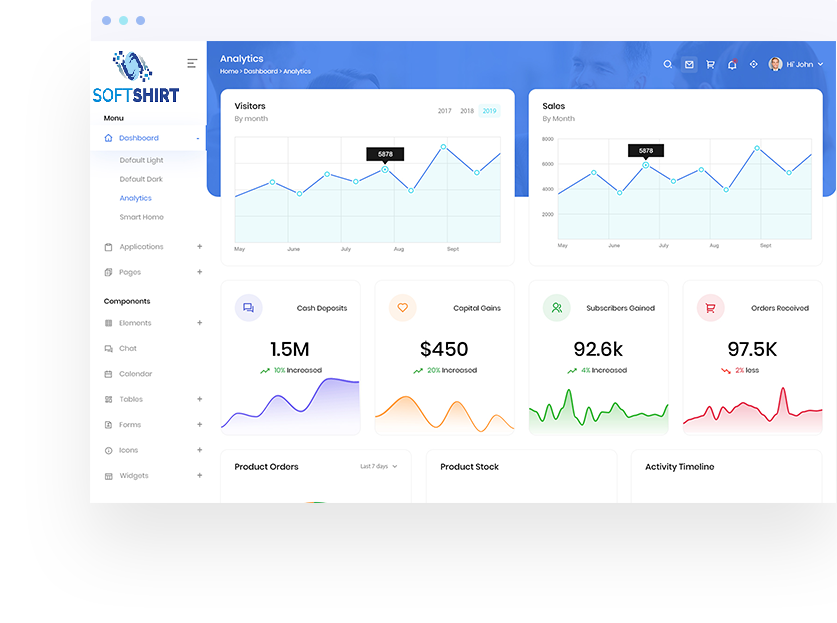 SOFTSHIRT
Menu
Dashboard -
Default Light
Default Dark
Analytics
Smart Home
Applications +
Pages +
Components
Elements +
Chat
Calendar
Tables +
Forms +
Icons +
Widgets +
Analytics
Home > Dashboard > Analytics
Hi' John
Visitors
By month
2017 2018 2019
5878
May June July Aug Sept
Sales
By Month
8000
6000
4000
2000
5878
May June July Aug Sept
Cash Deposits
1.5M
10% Increased
Capital Gains
$450
20% Increased
Subscribers Gained
92.6k
4% Increased
Orders Received
97.5K
2% less
Product Orders
Last 7 days
Product Stock
Activity Timeline